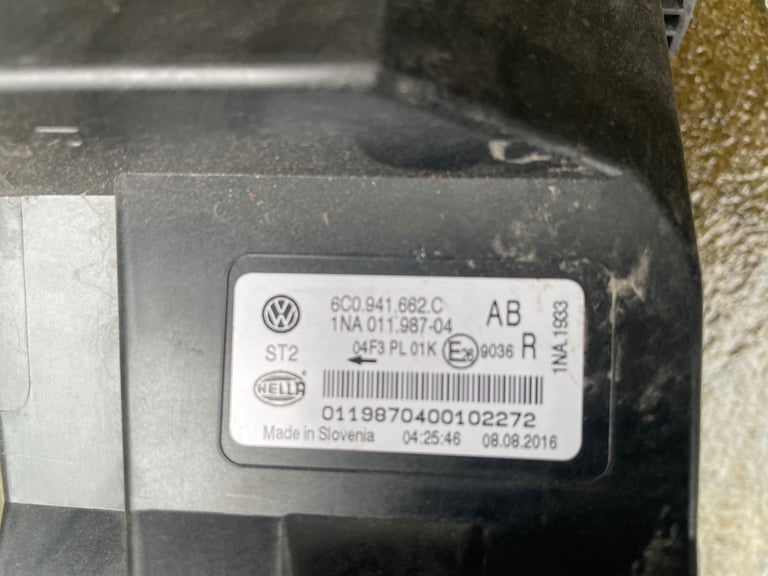 6C0.941.662.C
1NA 011.987-04
AB
04F3 PL 01K E26 9036 R
ST2
1NA.1933
HELLA
0119870400102272
Made in Slovenia 04:25:46 08.08.2016